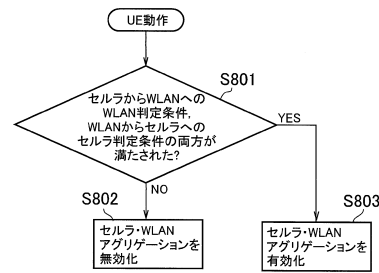 UE動作
S801
セルラからWLANへの
WLAN判定条件,
WLANからセルラへの
セルラ判定条件の両方が
満たされた?
YES
NO
S802
セルラ・WLAN
アグリゲーションを
無効化
S803
セルラ・WLAN
アグリゲーションを
有効化